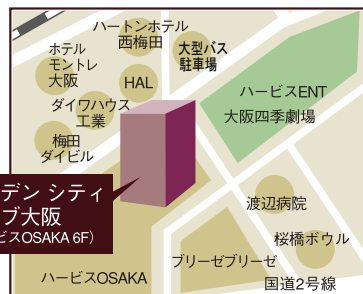 ハートンホテル
西梅田
大型バス
駐車場
ホテル
モントレ
大阪
HAL
ダイワハウス
工業
梅田
ダイビル
ハービスENT
大阪四季劇場
デン シティ
ブ大阪
ビスOSAKA 6F)
渡辺病院
桜橋ボウル
ブリーゼブリーゼ
ハービスOSAKA
国道2号線